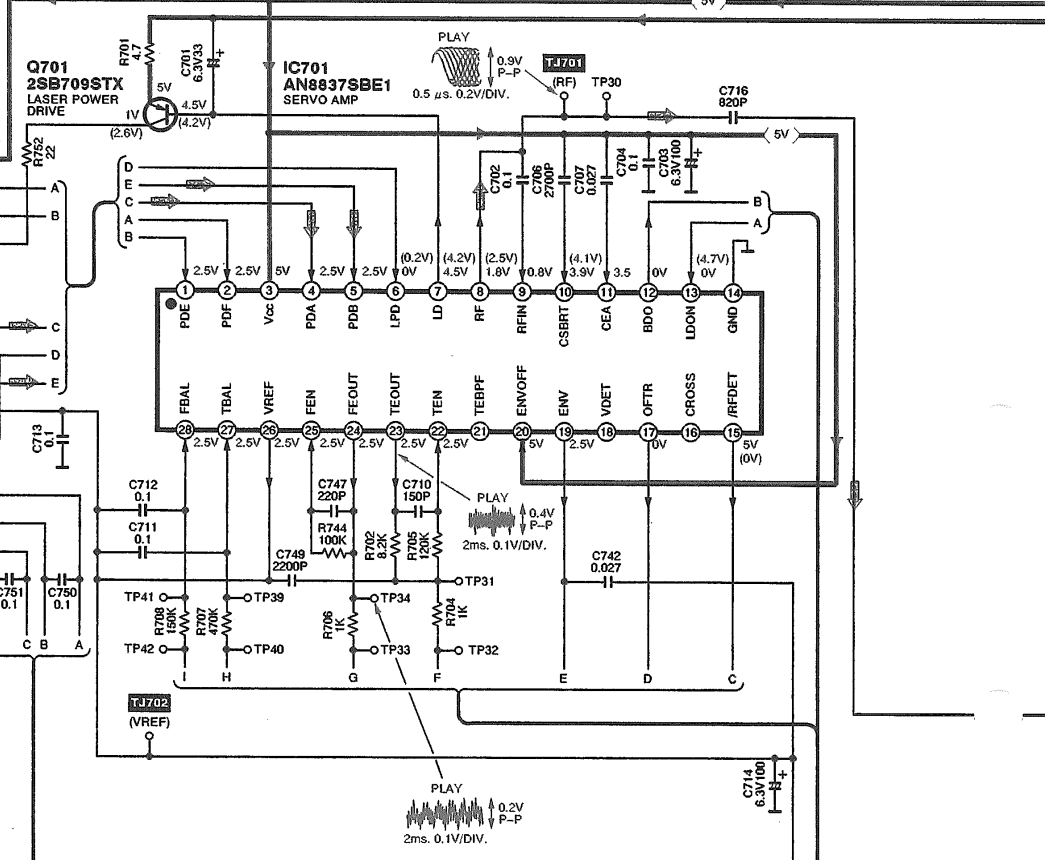 5V
R701
4.7
C701
6.3V33
Q701
2SB709STX
LASER POWER
DRIVE
5V
1V
(2.6V)
4.5V
(4.2V)
R752
22
IC701
AN8837SBE1
SERVO AMP
PLAY
0.9V
P-P
0.5 µs. 0.2V/DIV.
TJ701
(RF)
TP30
C716
820P
5V
C702
0.1
C706
2700P
C707
0.027
C704
0.1
C703
6.3V100
D
E
C
A
B
A
B
C
D
E
B
A
2.5V
2.5V
5V
2.5V
2.5V
(0.2V)
0V
(4.2V)
4.5V
(2.5V)
1.8V
0.8V
(4.1V)
3.9V
3.5
0V
(4.7V)
0V
1 2 3 4 5 6 7 8 9 10 11 12 13 14
PDE
PDF
Vcc
PDA
PDB
LPD
LD
RF
RFIN
CSBRT
CEA
BDO
LDON
GND
FBAL
TBAL
VREF
FEN
FEOUT
TEOUT
TEN
TEBPF
ENVOFF
ENV
VDET
OFTR
CROSS
/RFDET
28 27 26 25 24 23 22 21 20 19 18 17 16 15
2.5V
2.5V
2.5V
2.5V
2.5V
2.5V
2.5V
5V
2.5V
0V
5V
(0V)
C713
0.1
C712
0.1
C711
0.1
C747
220P
R744
100K
C710
150P
R702
8.2K
R705
120K
PLAY
0.4V
P-P
2ms. 0.1V/DIV.
C749
2200P
C742
0.027
C751
0.1
C750
0.1
TP31
TP41
TP39
TP34
R708
150K
R707
470K
R706
1K
R704
1K
TP42
TP40
TP33
TP32
C B A
I H G F E D C
TJ702
(VREF)
C714
6.3V100
PLAY
0.2V
P-P
2ms. 0.1V/DIV.